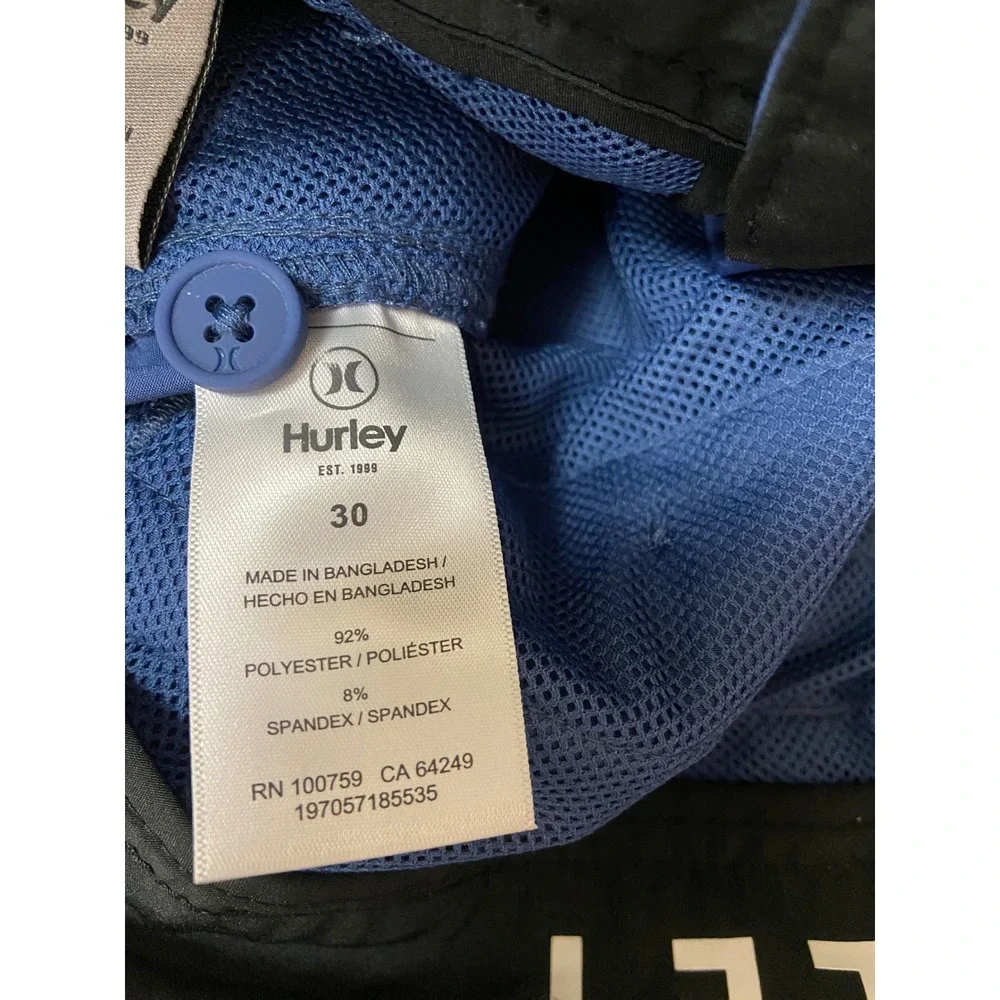 99
Hurley
EST. 1999
30
MADE IN BANGLADESH /
HECHO EN BANGLADESH
92%
POLYESTER / POLIÉSTER
8%
SPANDEX / SPANDEX
RN 100759 CA 64249
197057185535